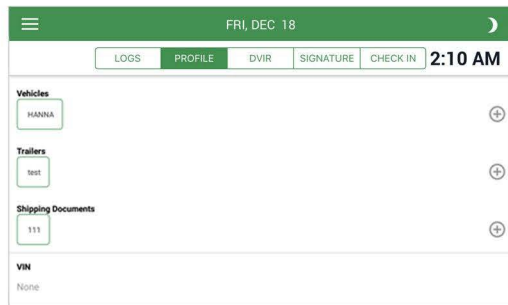 FRI, DEC 18
LOGS PROFILE DVIR SIGNATURE CHECK IN 2:10 AM
Vehicles
HANNA
Trailers
test
Shipping Documents
111
VIN
None